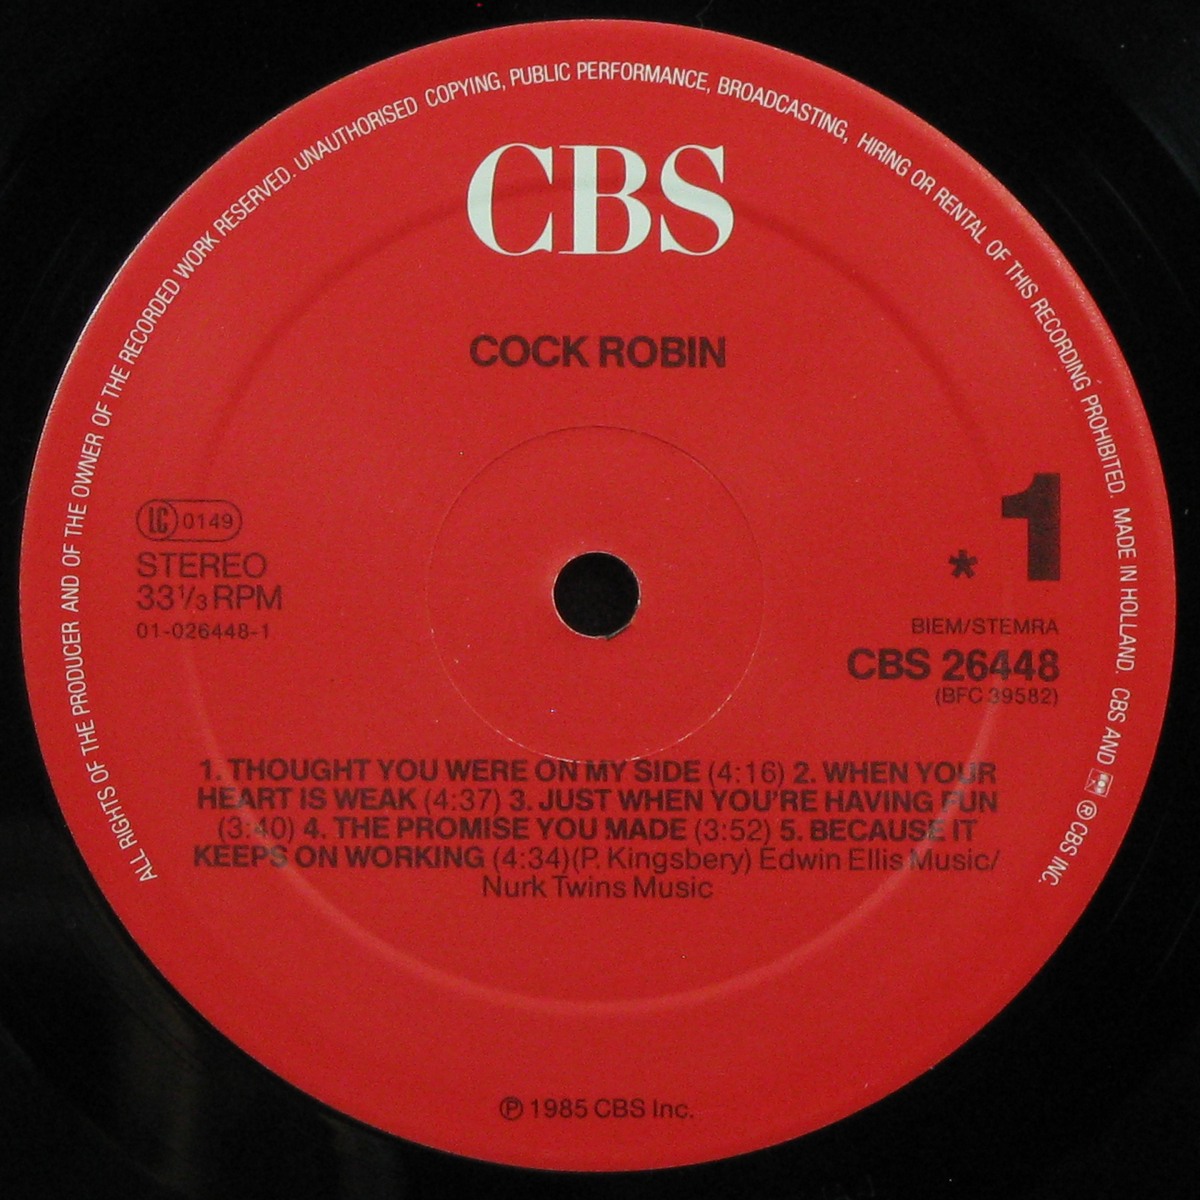 ALL RIGHTS OF THE PRODUCER AND OF THE OWNER OF THE RECORDED WORK RESERVED. UNAUTHORISED COPYING, PUBLIC PERFORMANCE, BROADCASTING, HIRING OR RENTAL OF THIS RECORDING PROHIBITED. MADE IN HOLLAND. CBS AND ® CBS INC.
CBS
COCK ROBIN
LC 0149
STEREO
33 1/3 RPM
01-026448-1
* 1
BIEM/STEMRA
CBS 26448
(BFC 39582)
1. THOUGHT YOU WERE ON MY SIDE (4:16) 2. WHEN YOUR
HEART IS WEAK (4:37) 3. JUST WHEN YOU'RE HAVING FUN
(3:40) 4. THE PROMISE YOU MADE (3:52) 5. BECAUSE IT
KEEPS ON WORKING (4:34)(P. Kingsbery) Edwin Ellis Music/
Nurk Twins Music
℗ 1985 CBS Inc.